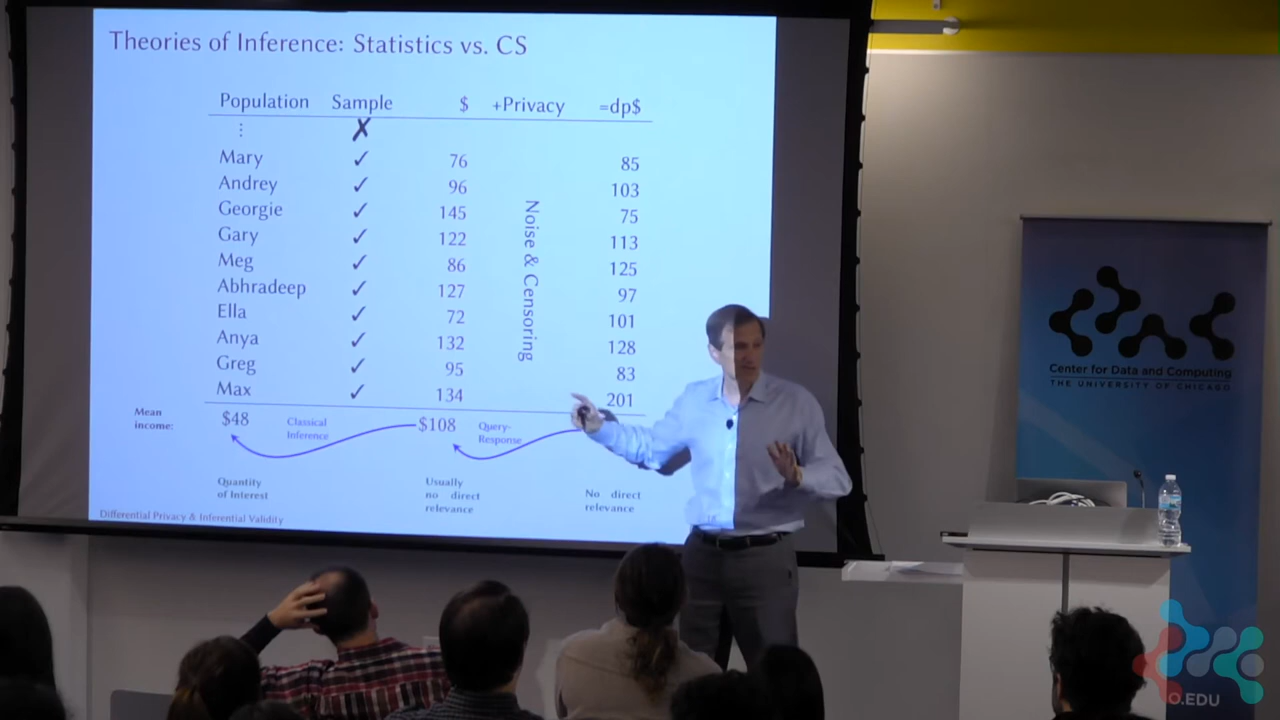 Theories of Inference: Statistics vs. CS
Population Sample $ +Privacy =dp$
⋮ ✗
Mary ✓ 76 85
Andrey ✓ 96 103
Georgie ✓ 145 75
Gary ✓ 122 113
Meg ✓ 86 125
Abhradeep ✓ 127 97
Ella ✓ 72 101
Anya ✓ 132 128
Greg ✓ 95 83
Max ✓ 134 201
Noise & Censoring
Mean
income:
$48
Classical
Inference
$108
Query-
Response
Quantity
of Interest
Usually
no direct
relevance
No direct
relevance
Differential Privacy & Inferential Validity
Center for Data and Computing
THE UNIVERSITY OF CHICAGO
O.EDU